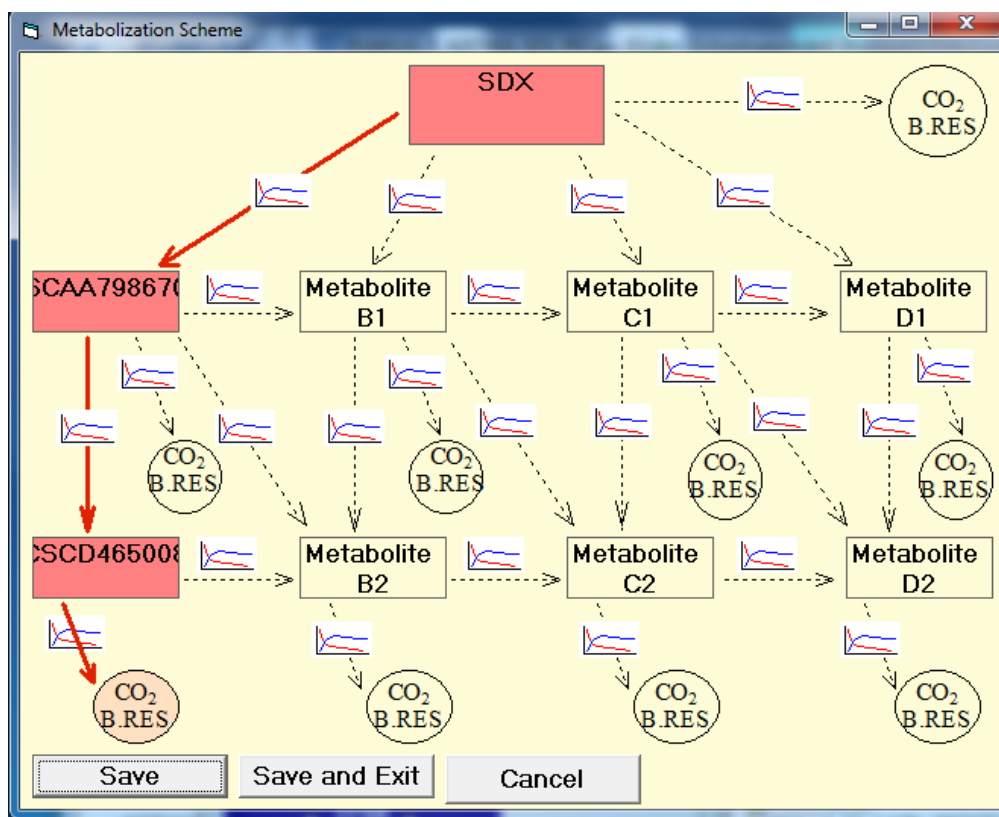 Metabolization Scheme
SDX
CO2
B.RES
SCAA798670
Metabolite
B1
Metabolite
C1
Metabolite
D1
CO2
B.RES
CO2
B.RES
CO2
B.RES
CO2
B.RES
CSCD465008
Metabolite
B2
Metabolite
C2
Metabolite
D2
CO2
B.RES
CO2
B.RES
CO2
B.RES
CO2
B.RES
Save
Save and Exit
Cancel